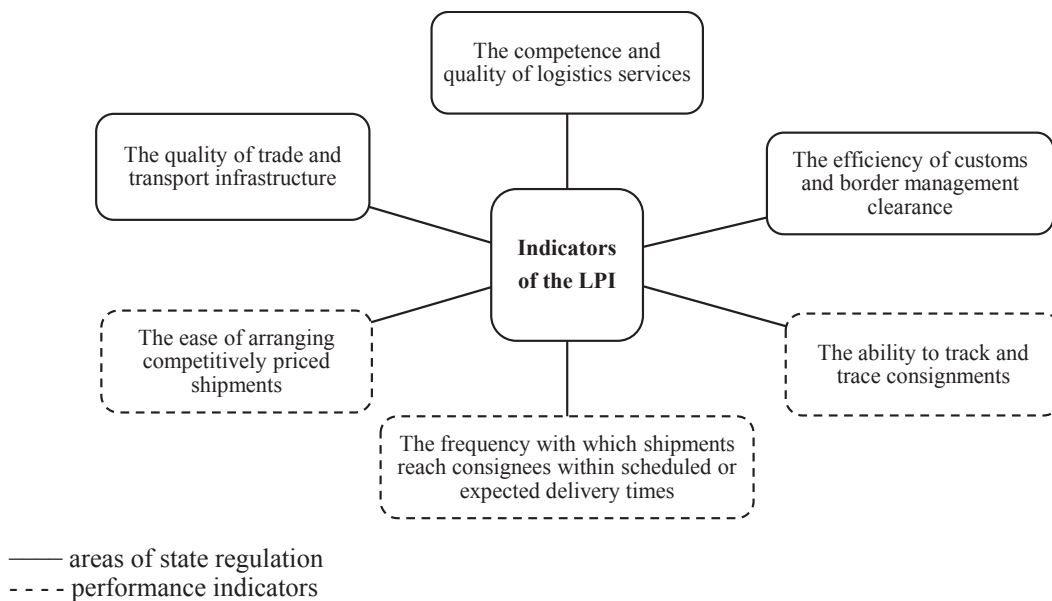 The competence and
quality of logistics services
The quality of trade and
transport infrastructure
The efficiency of customs
and border management
clearance
Indicators
of the LPI
The ease of arranging
competitively priced
shipments
The ability to track and
trace consignments
The frequency with which shipments
reach consignees within scheduled or
expected delivery times
areas of state regulation
performance indicators